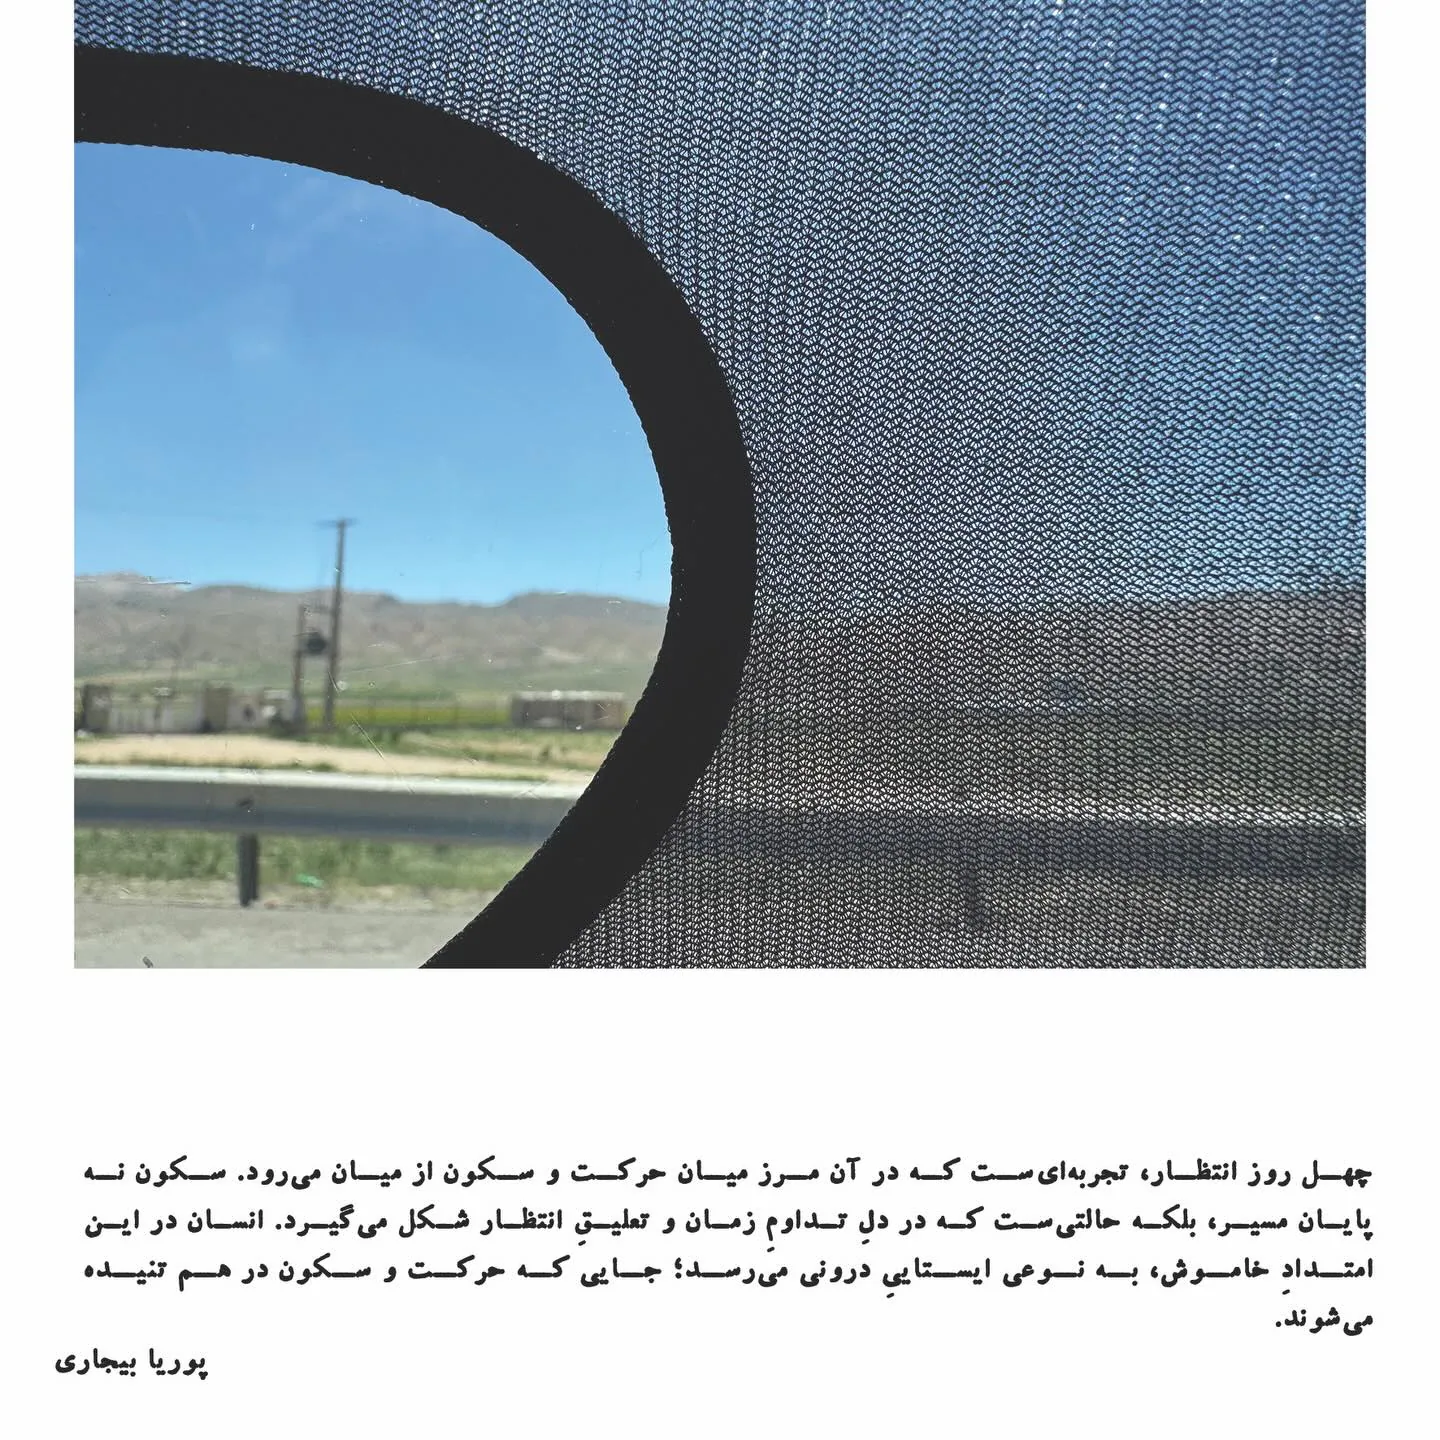 چهل روز انتظار، تجربه‌ای‌ست که در آن مرز میان حرکت و سکون از میان می‌رود. سکون نه
پایان مسیر، بلکه حالتی‌ست که در دلِ تداومِ زمان و تعلیقِ انتظار شکل می‌گیرد. انسان در این
امتدادِ خاموش، به نوعی ایستاییِ درونی می‌رسد؛ جایی که حرکت و سکون در هم تنیده
می‌شوند.
پوریا بیجاری